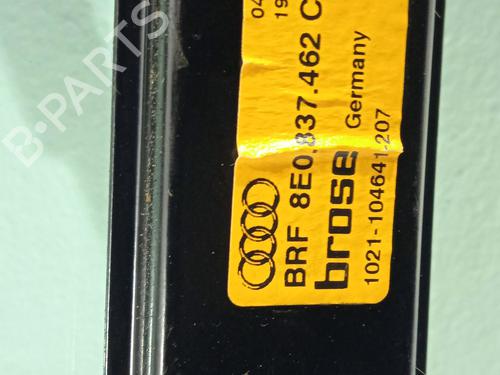 04
19
BRF 8E0.837.462 C
brose Germany
1021-104641-207
B-PARTS